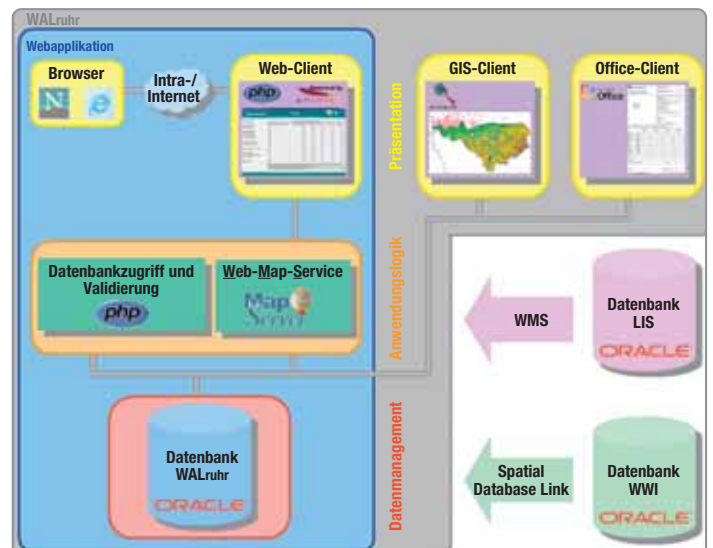 WALruhr
Webapplikation
Browser
Intra-/
Internet
Web-Client
php
GIS-Client
Office-Client
Office
Präsentation
Datenbankzugriff und
Validierung
php
Web-Map-Service
Map
Server
Anwendungslogik
WMS
Datenbank
LIS
ORACLE
Datenbank
WALruhr
ORACLE
Datenmanagement
Spatial
Database Link
Datenbank
WWI
ORACLE